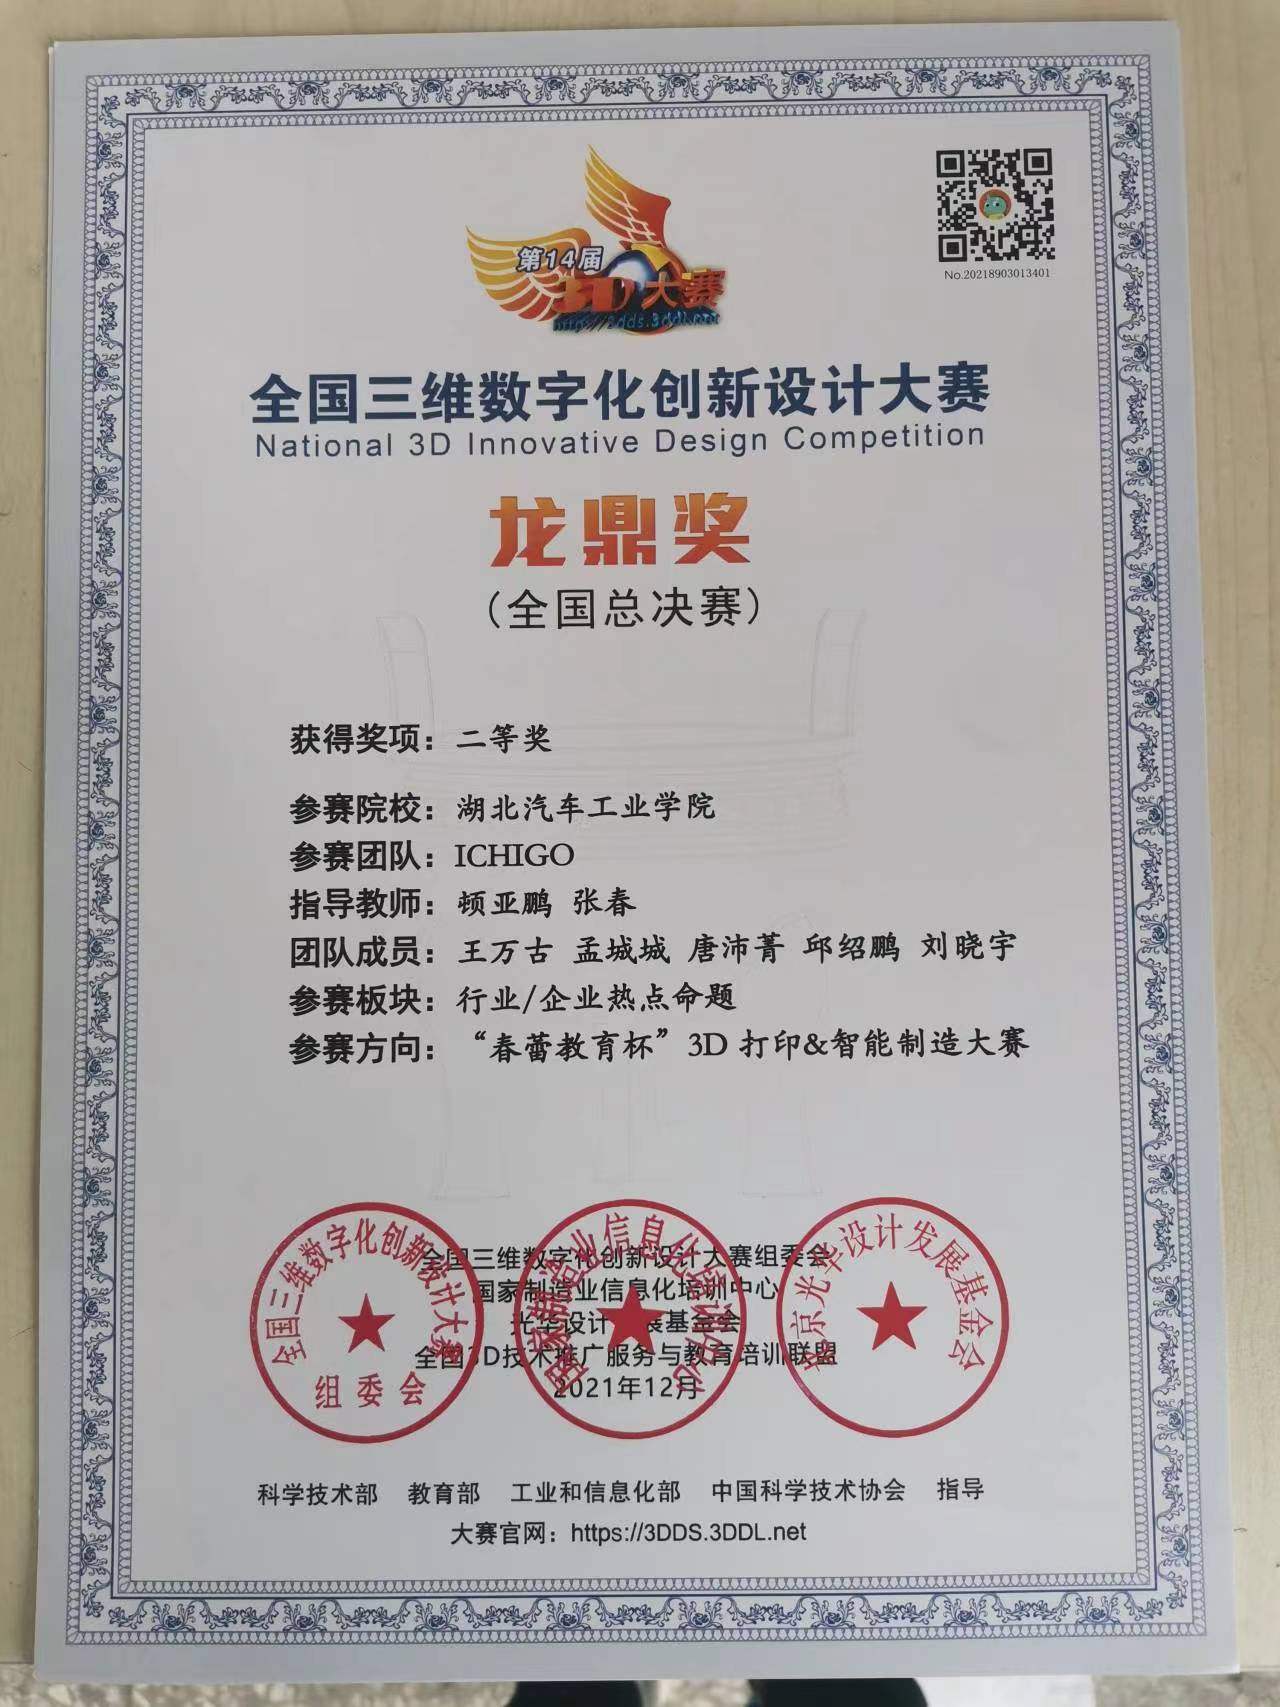 第14届
3D大赛
http://3dds.3ddl.net
No.20218903013401
全国三维数字化创新设计大赛
National 3D Innovative Design Competition
龙鼎奖
(全国总决赛)
获得奖项：二等奖
参赛院校：湖北汽车工业学院
参赛团队：ICHIGO
指导教师：顿亚鹏 张春
团队成员：王万古 孟城城 唐沛菁 邱绍鹏 刘晓宇
参赛板块：行业/企业热点命题
参赛方向：“春蕾教育杯”3D 打印&智能制造大赛
全国三维数字化创新设计大赛组委会
国家制造业信息化培训中心
光华设计发展基金会
全国3D技术推广服务与教育培训联盟
2021年12月
全国三维数字化创新设计大赛
组委会
国家制造业信息化培训中心
北京光华设计发展基金会
科学技术部 教育部 工业和信息化部 中国科学技术协会 指导
大赛官网：https://3DDS.3DDL.net